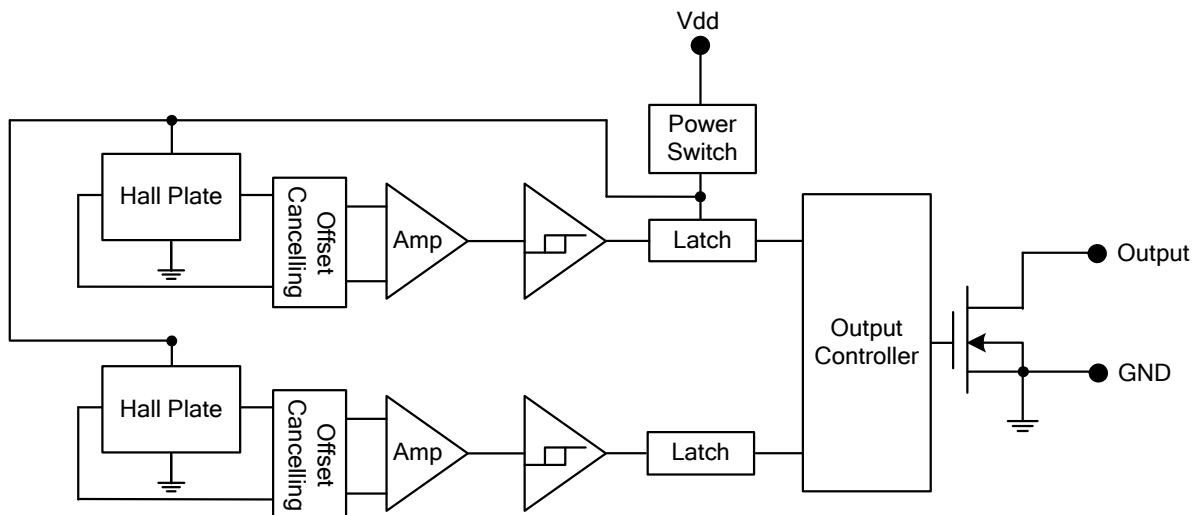 Vdd
Power
Switch
Hall Plate
Offset
Cancelling
Amp
Latch
Output
Controller
Output
GND
Hall Plate
Offset
Cancelling
Amp
Latch